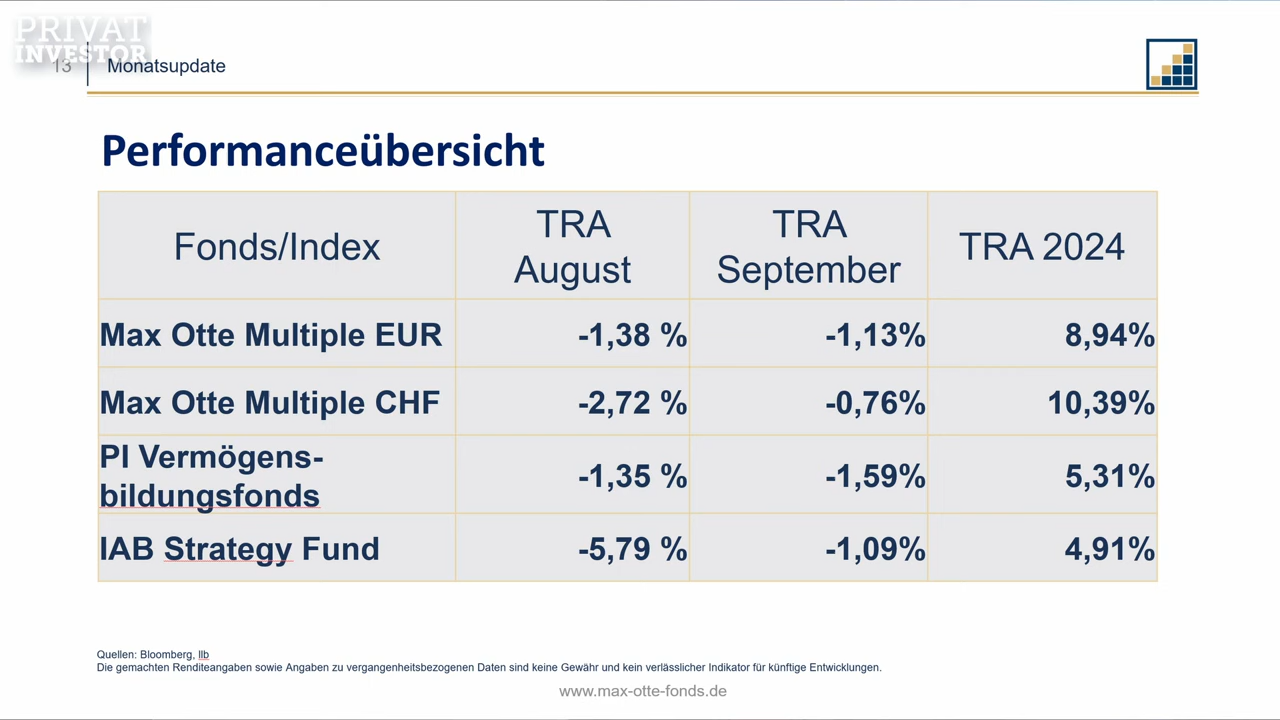 PRIVAT
INVESTOR
13 Monatsupdate
Performanceübersicht
Fonds/Index TRA August TRA September TRA 2024
Max Otte Multiple EUR -1,38 % -1,13% 8,94%
Max Otte Multiple CHF -2,72 % -0,76% 10,39%
PI Vermögens-
bildungsfonds -1,35 % -1,59% 5,31%
IAB Strategy Fund -5,79 % -1,09% 4,91%
Quellen: Bloomberg, llb
Die gemachten Renditeangaben sowie Angaben zu vergangenheitsbezogenen Daten sind keine Gewähr und kein verlässlicher Indikator für künftige Entwicklungen.
www.max-otte-fonds.de